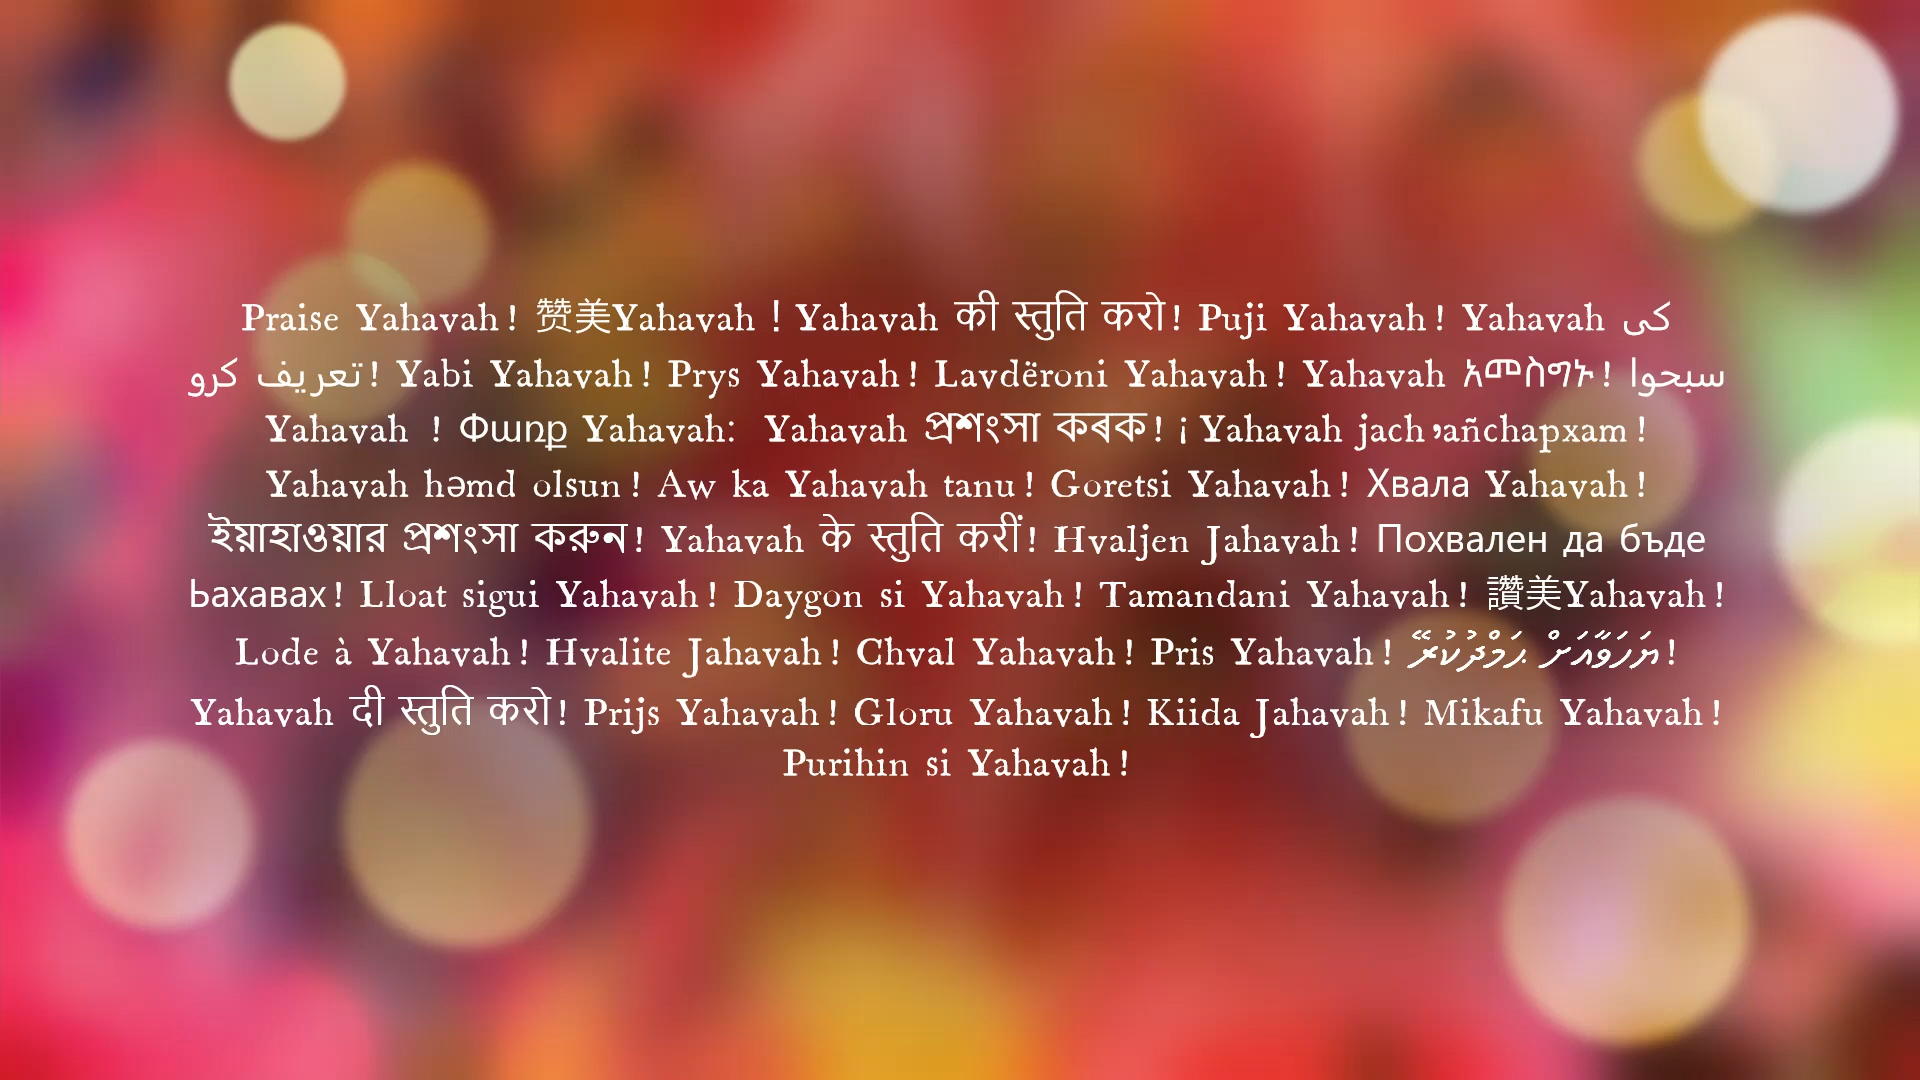 Praise Yahavah! 赞美Yahavah！Yahavah की स्तुति करो! Puji Yahavah! Yahavah کی
تعریف کرو! Yabi Yahavah! Prys Yahavah! Lavdëroni Yahavah! Yahavah አመስግኑ! سبحوا
Yahavah ! Փառք Yahavah: Yahavah প্ৰশংসা কৰক! ¡Yahavah jach’añchapxam!
Yahavah həmd olsun! Aw ka Yahavah tanu! Goretsi Yahavah! Хвала Yahavah!
ইয়াহাওয়ার প্রশংসা করুন! Yahavah के स्तुति करीं! Hvaljen Jahavah! Похвален да бъде
Ьахавах! Lloat sigui Yahavah! Daygon si Yahavah! Tamandani Yahavah! 讚美Yahavah!
Lode à Yahavah! Hvalite Jahavah! Chval Yahavah! Pris Yahavah! ޔަހަވާއަށް ޙަމްދުކުރޭ!
Yahavah दी स्तुति करो! Prijs Yahavah! Gloru Yahavah! Kiida Jahavah! Mikafu Yahavah!
Purihin si Yahavah!